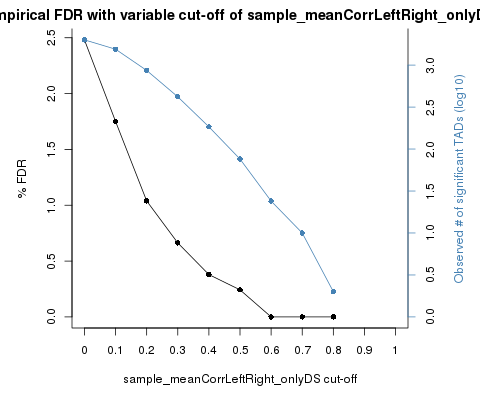 mpirical FDR with variable cut-off of sample_meanCorrLeftRight_onlyD
% FDR
2.5
2.0
1.5
1.0
0.5
0.0
3.0
2.5
2.0
1.5
1.0
0.5
0.0
Observed # of significant TADs (log10)
0 0.1 0.2 0.3 0.4 0.5 0.6 0.7 0.8 0.9 1
sample_meanCorrLeftRight_onlyDS cut-off